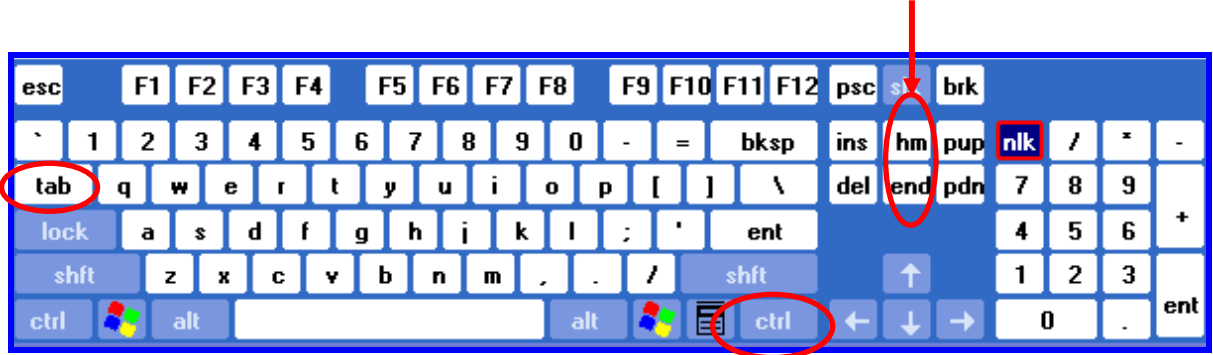 esc F1 F2 F3 F4 F5 F6 F7 F8 F9 F10 F11 F12 psc brk
` 1 2 3 4 5 6 7 8 9 0 - = bksp ins hm pup nlk / * -
tab q w e r t y u i o p [ ] \ del end pdn 7 8 9 +
lock a s d f g h j k l ; ' ent 4 5 6
shft z x c v b n m , . / shft ↑ 1 2 3 ent
ctrl alt alt ctrl ← ↓ → 0 .